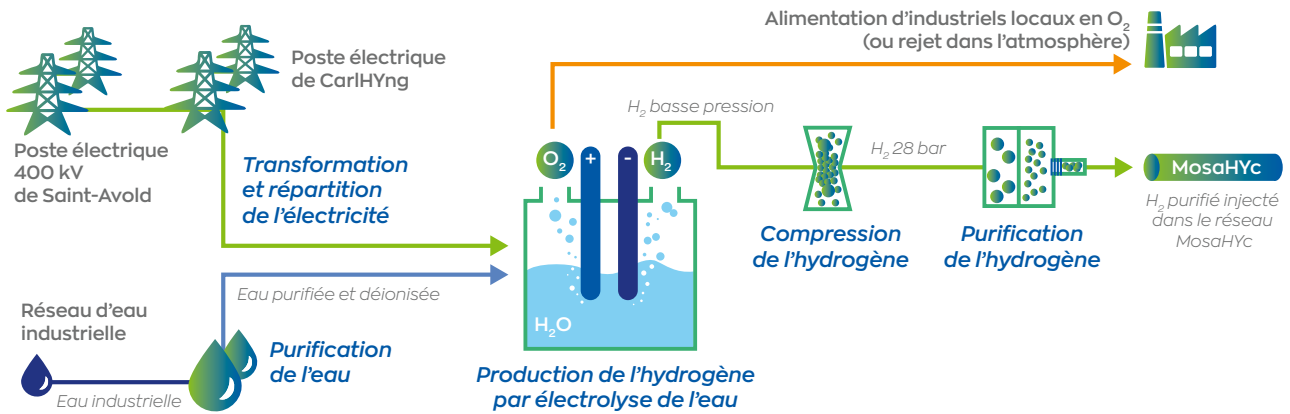 Poste électrique
400 kV
de Saint-Avold
Poste électrique
de CarlHYng
Transformation
et répartition
de l'électricité
Réseau d'eau
industrielle
Eau industrielle
Purification
de l'eau
Eau purifiée et déionisée
O₂
+
-
H₂
H₂O
Production de l'hydrogène
par électrolyse de l'eau
Alimentation d'industriels locaux en O₂
(ou rejet dans l'atmosphère)
H₂ basse pression
Compression
de l'hydrogène
H₂ 28 bar
Purification
de l'hydrogène
MosaHYc
H₂ purifié injecté
dans le réseau
MosaHYc